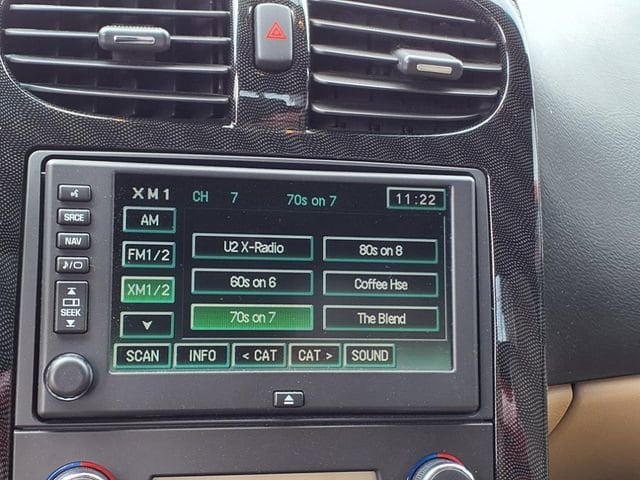 XM1 CH 7 70s on 7 11:22
SRCE
NAV
SEEK
AM
FM1/2
XM1/2
U2 X-Radio 80s on 8
60s on 6 Coffee Hse
70s on 7 The Blend
SCAN INFO < CAT CAT > SOUND